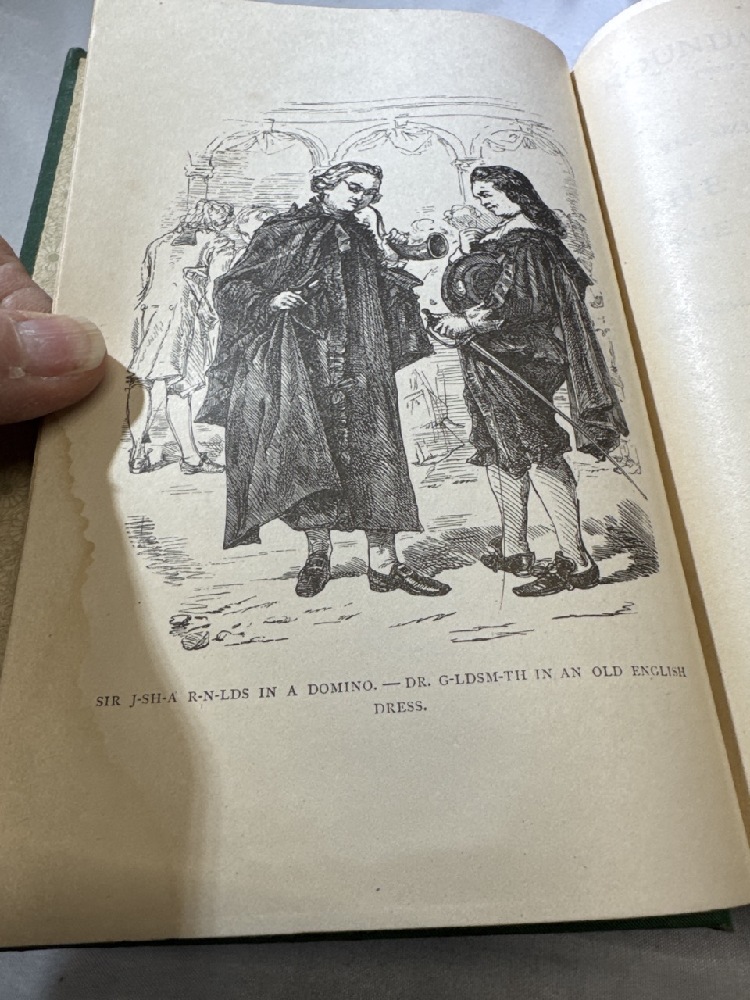 SIR J-SH-A R-N-LDS IN A DOMINO. — DR. G-LDSM-TH IN AN OLD ENGLISH
DRESS.